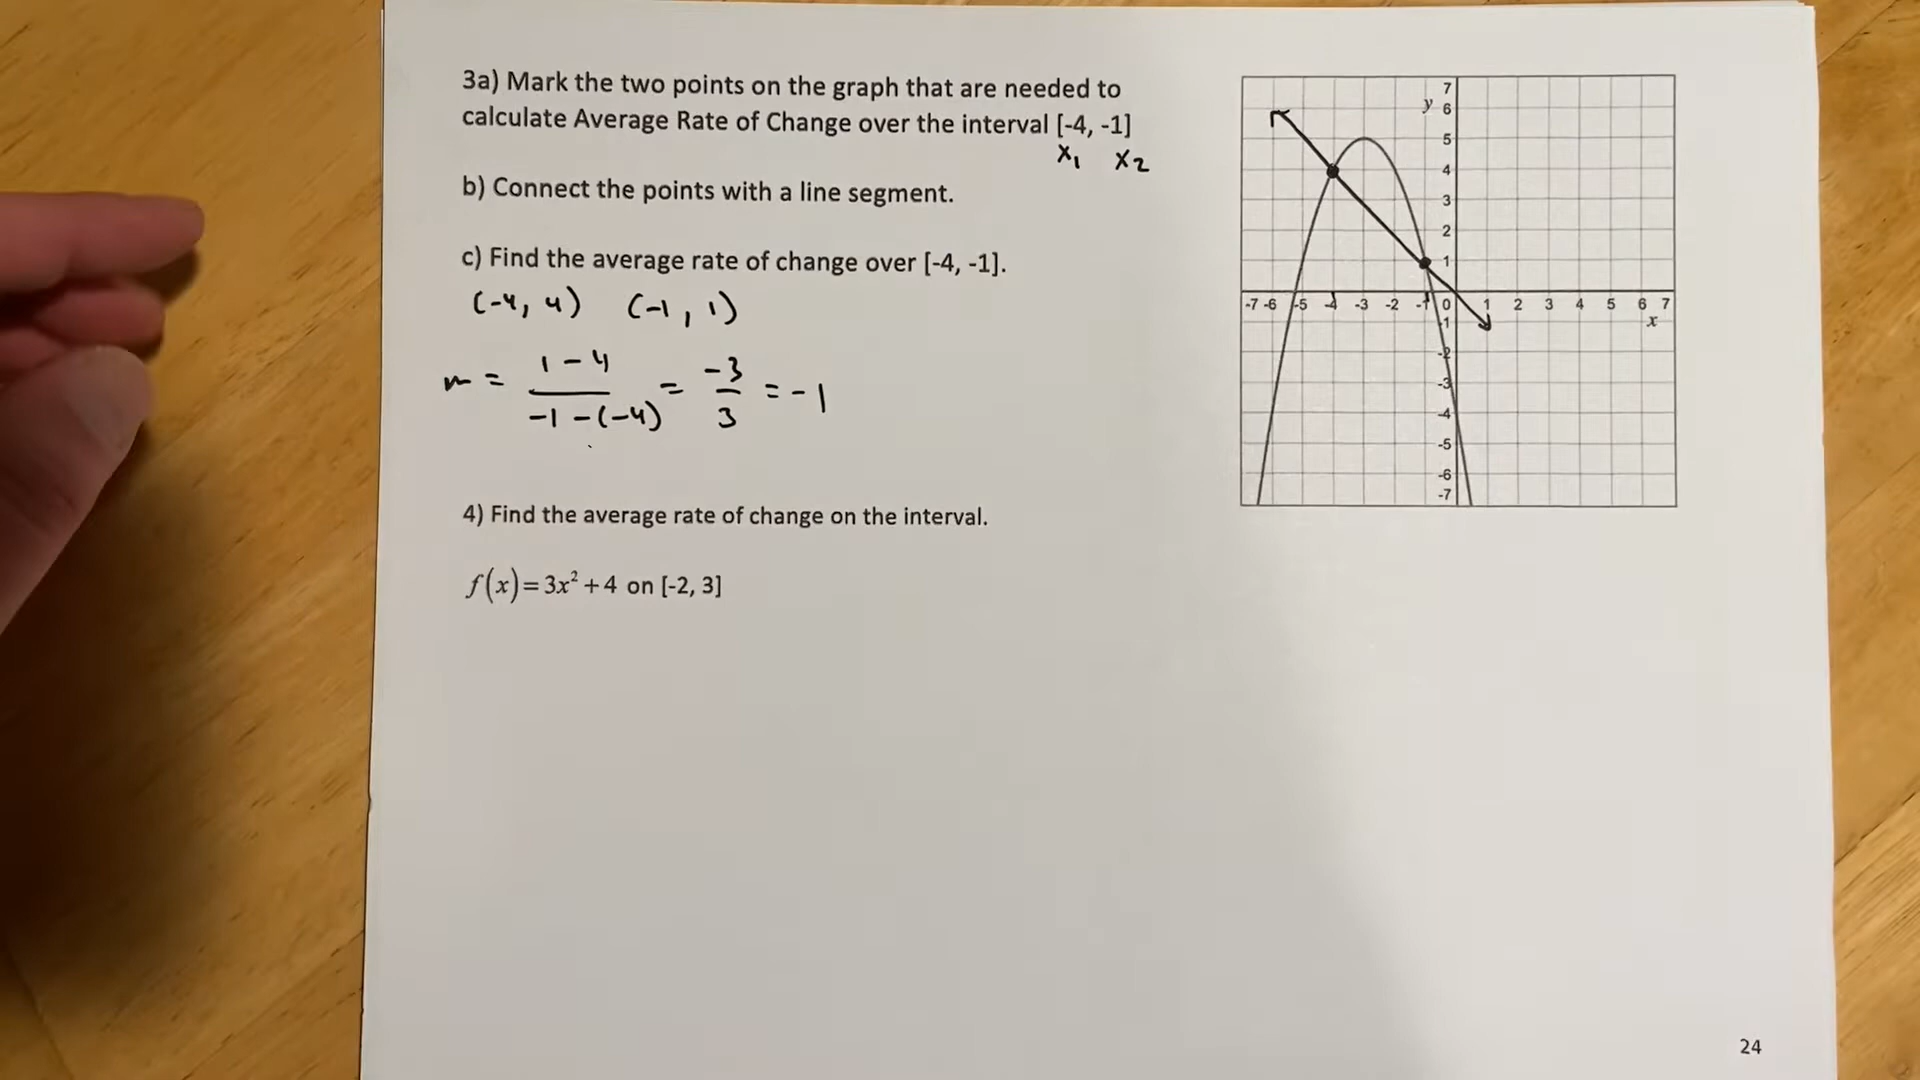 3a) Mark the two points on the graph that are needed to
calculate Average Rate of Change over the interval [-4, -1]
x₁ x₂
b) Connect the points with a line segment.
c) Find the average rate of change over [-4, -1].
(-4, 4) (-1, 1)
m = (1 - 4)/(-1 - (-4)) = -3/3 = -1
4) Find the average rate of change on the interval.
f(x)=3x²+4 on [-2, 3]
7
y 6
5
4
3
2
1
-7 -6 -5 -4 -3 -2 -1 0 1 2 3 4 5 6 7
x
-1
-2
-3
-4
-5
-6
-7
24